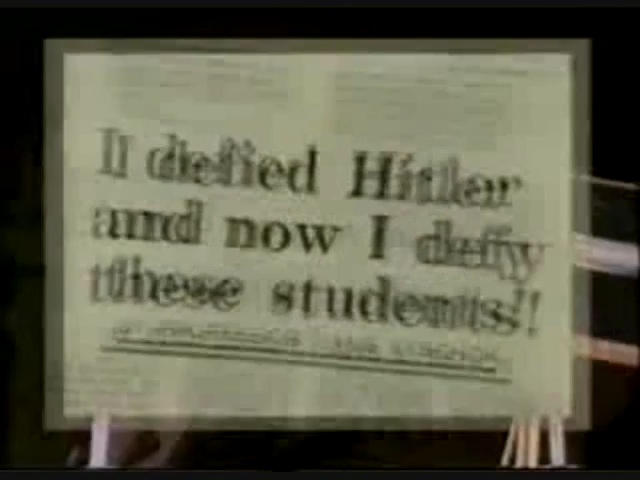 I defied Hitler
and now I defy
these students!